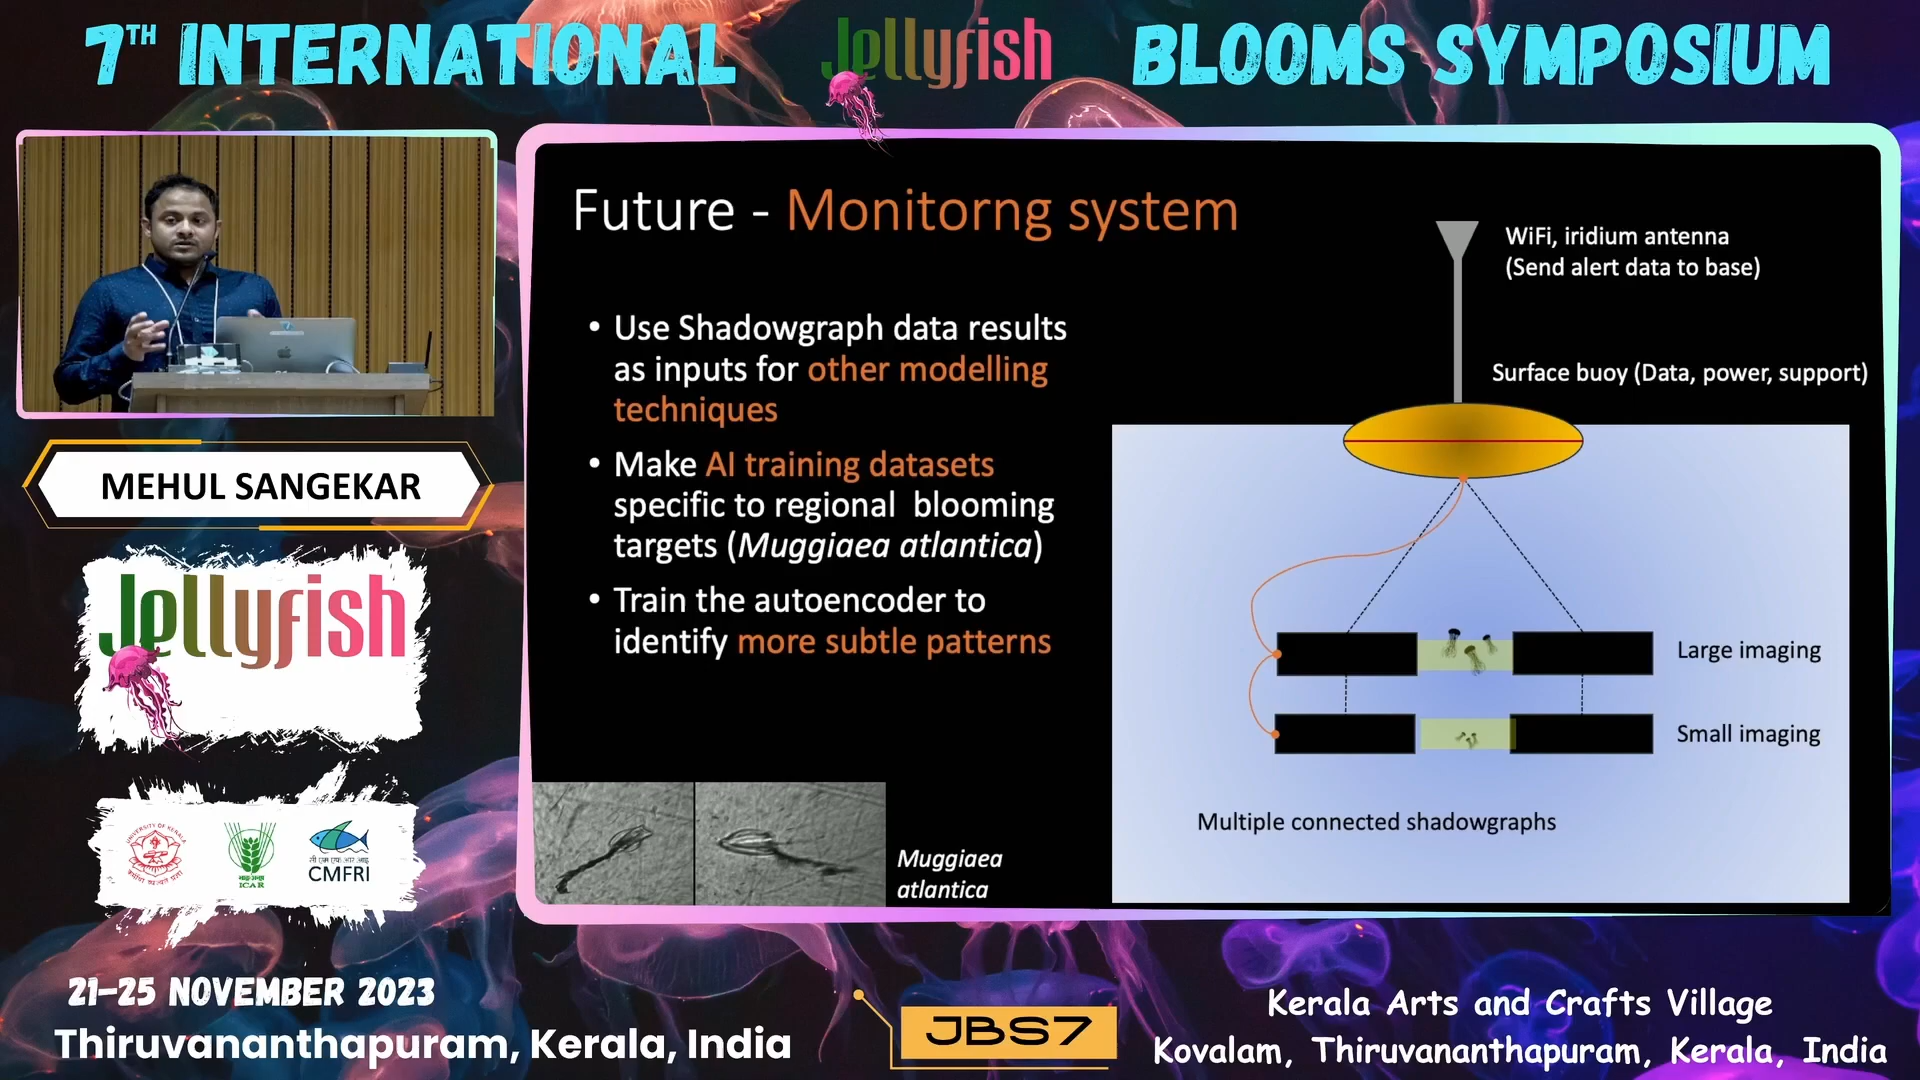 7TH INTERNATIONAL Jellyfish BLOOMS SYMPOSIUM
MEHUL SANGEKAR
Jellyfish
UNIVERSITY OF KERALA
ICAR
CMFRI
21-25 NOVEMBER 2023
Thiruvananthapuram, Kerala, India
Future - Monitorng system
• Use Shadowgraph data results
as inputs for other modelling
techniques
• Make AI training datasets
specific to regional blooming
targets (Muggiaea atlantica)
• Train the autoencoder to
identify more subtle patterns
Muggiaea
atlantica
WiFi, iridium antenna
(Send alert data to base)
Surface buoy (Data, power, support)
Large imaging
Small imaging
Multiple connected shadowgraphs
JBS7
Kerala Arts and Crafts Village
Kovalam, Thiruvananthapuram, Kerala, India